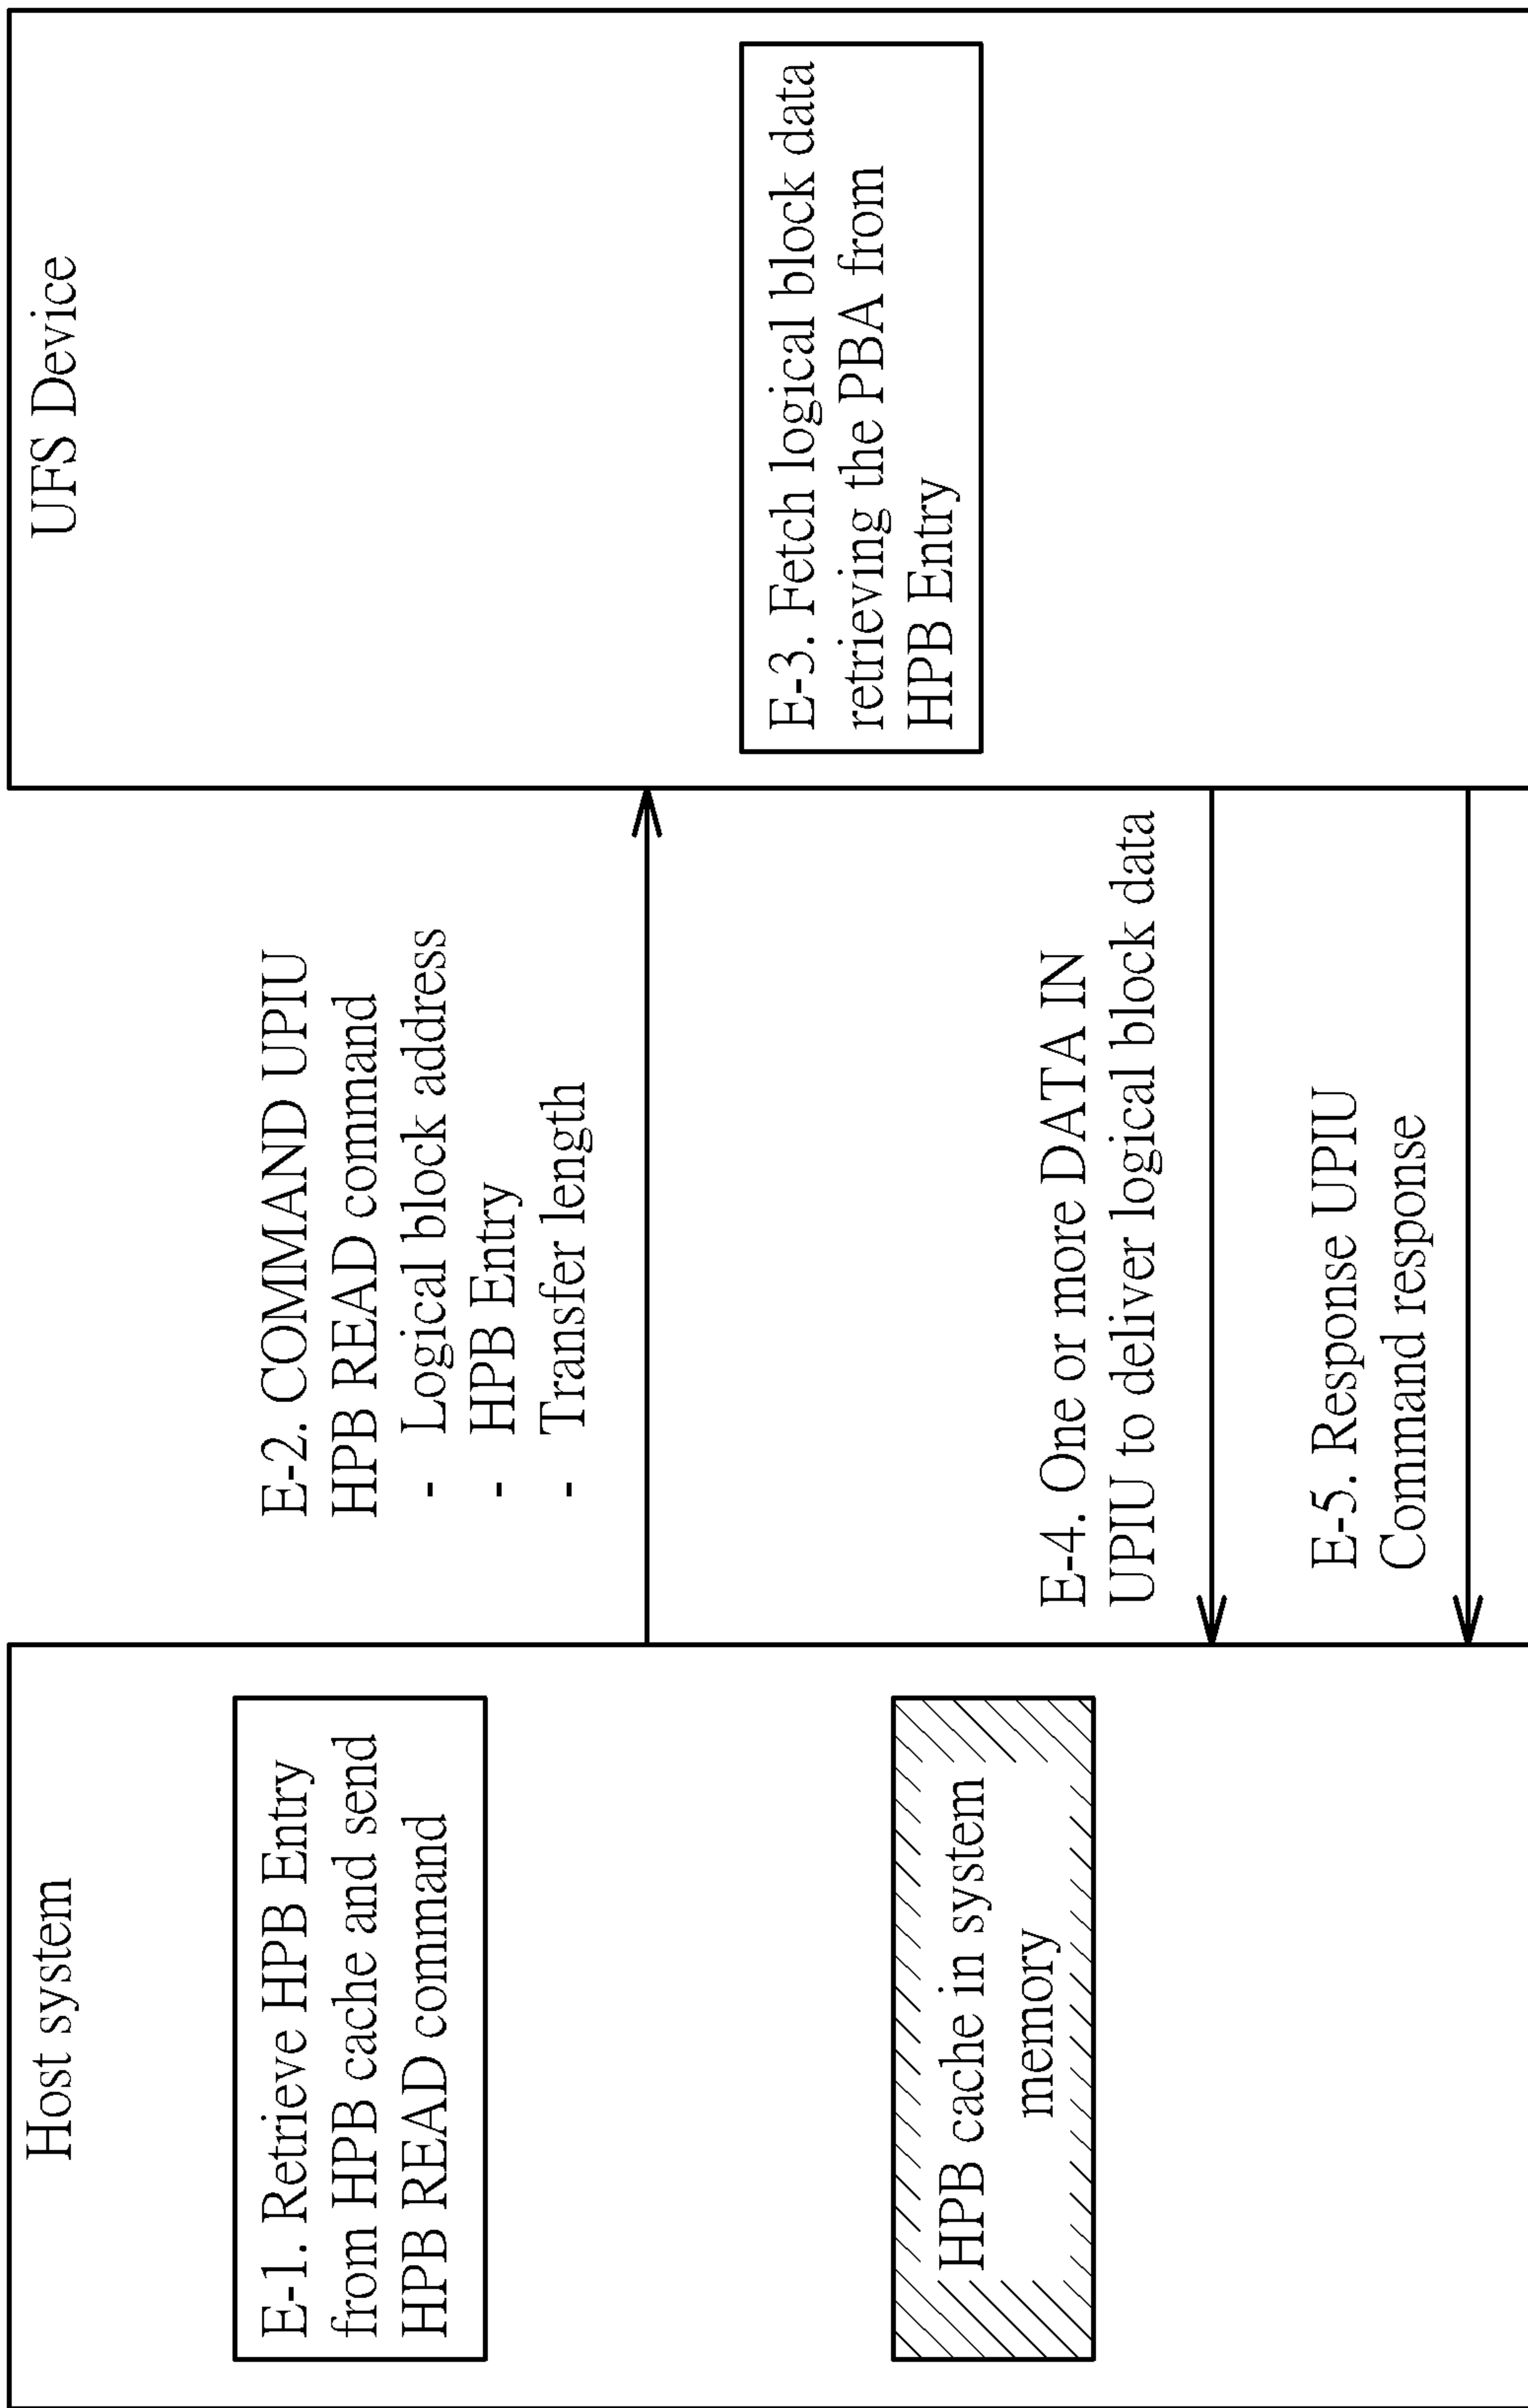 Host system
UFS Device
E-1. Retrieve HPB Entry
from HPB cache and send
HPB READ command
E-2. COMMAND UPIU
HPB READ command
- Logical block address
- HPB Entry
- Transfer length
E-3. Fetch logical block data
retrieving the PBA from
HPB Entry
HPB cache in system
memory
E-4. One or more DATA IN
UPIU to deliver logical block data
E-5. Response UPIU
Command response